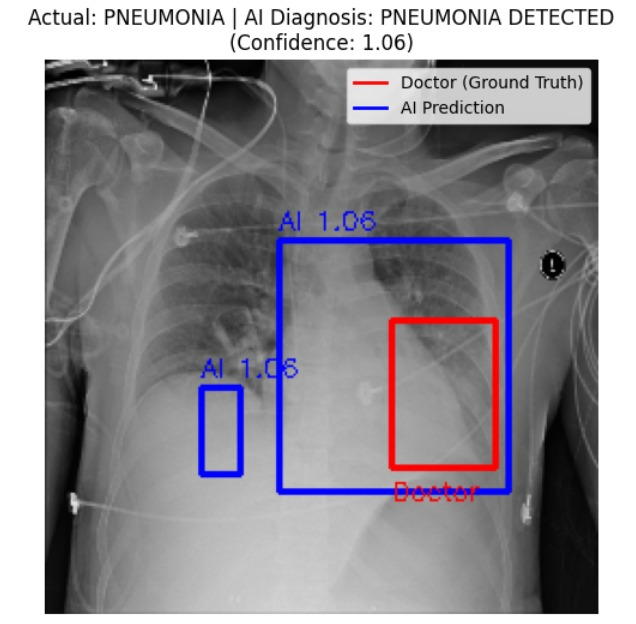 Actual: PNEUMONIA | AI Diagnosis: PNEUMONIA DETECTED
(Confidence: 1.06)
Doctor (Ground Truth)
AI Prediction
AI 1.06
!
AI 1.06
Doctor